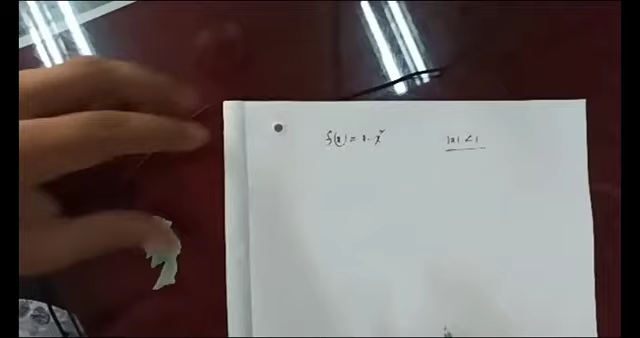 f(x) = 1 - x² |x| < 1